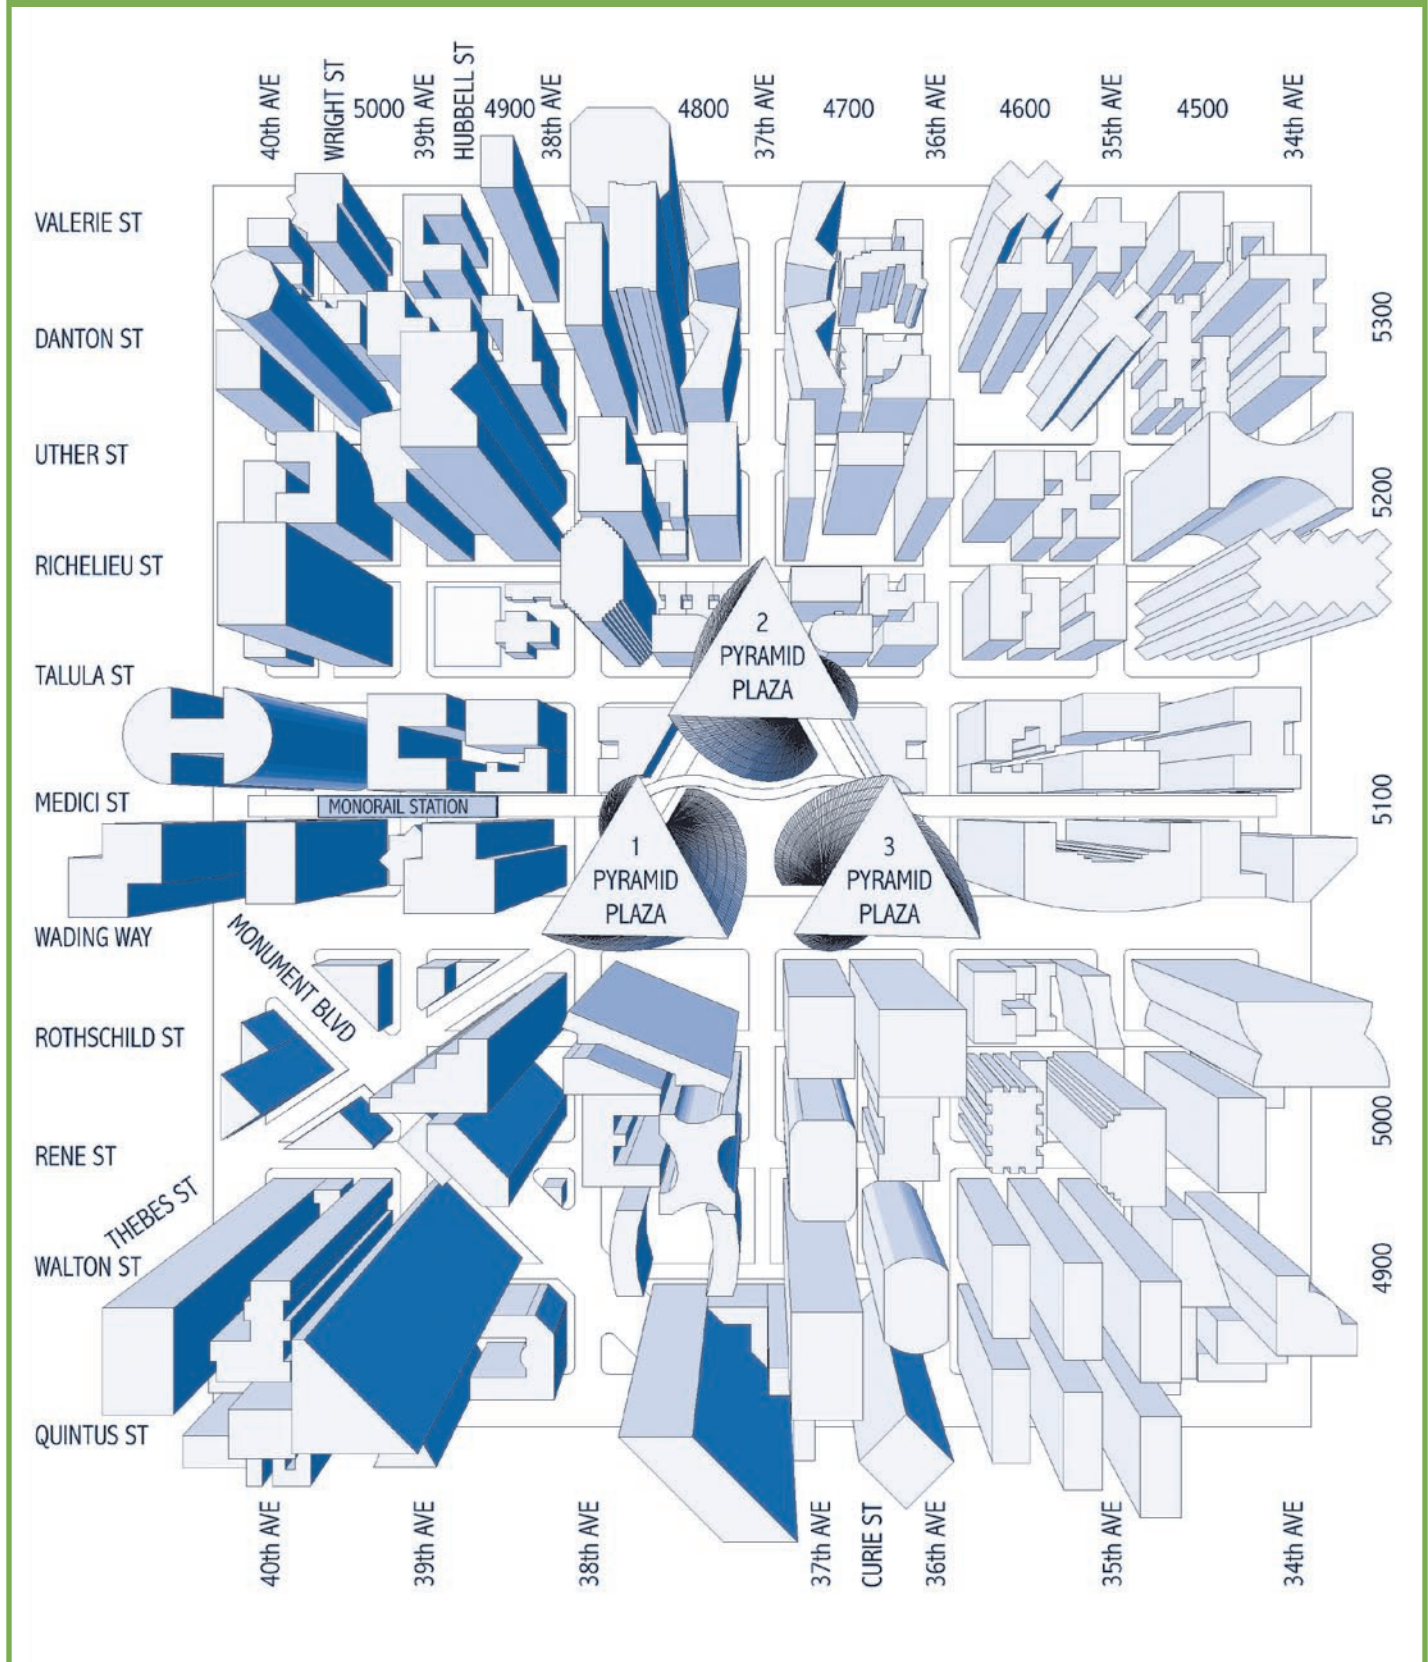 40th AVE
WRIGHT ST
5000
39th AVE
HUBBELL ST
4900
38th AVE
4800
37th AVE
4700
36th AVE
4600
35th AVE
4500
34th AVE
VALERIE ST
DANTON ST
UTHER ST
RICHELIEU ST
TALULA ST
MEDICI ST
WADING WAY
ROTHSCHILD ST
RENE ST
WALTON ST
QUINTUS ST
5300
5200
5100
5000
4900
2
PYRAMID
PLAZA
MONORAIL STATION
1
PYRAMID
PLAZA
3
PYRAMID
PLAZA
MONUMENT BLVD
THEBES ST
40th AVE
39th AVE
38th AVE
37th AVE
CURIE ST
36th AVE
35th AVE
34th AVE